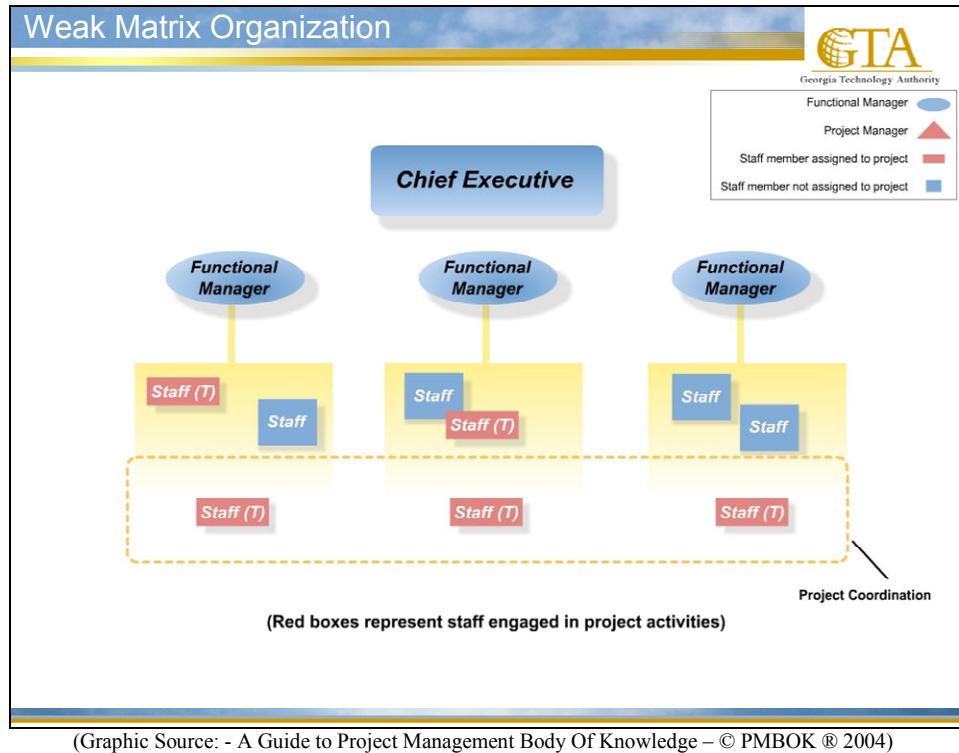 Weak Matrix Organization
GTA
Georgia Technology Authority
Functional Manager
Project Manager
Staff member assigned to project
Staff member not assigned to project
Chief Executive
Functional
Manager
Functional
Manager
Functional
Manager
Staff (T)
Staff
Staff
Staff (T)
Staff
Staff
Staff (T)
Staff (T)
Staff (T)
Project Coordination
(Red boxes represent staff engaged in project activities)
(Graphic Source: - A Guide to Project Management Body Of Knowledge – © PMBOK ® 2004)